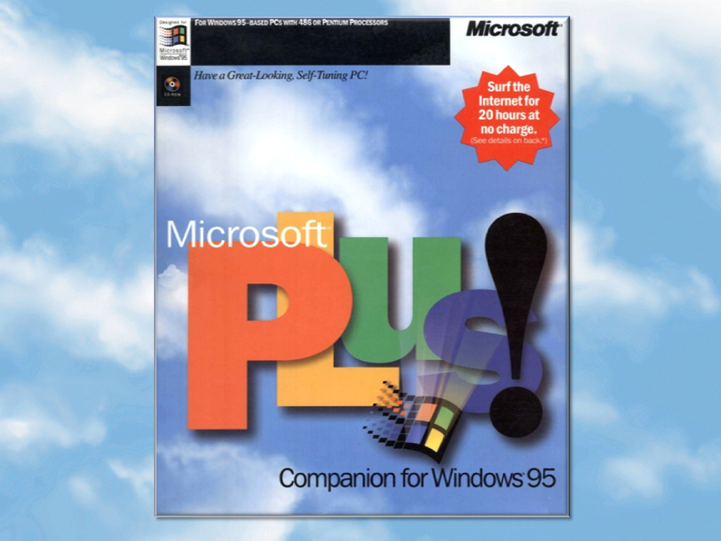 Designed for
Microsoft
Windows 95
FOR WINDOWS 95-BASED PCS WITH 486 OR PENTIUM PROCESSORS
Microsoft
CD-ROM
Have a Great-Looking, Self-Tuning PC!
Surf the
Internet for
20 hours at
no charge.
(See details on back.*)
Microsoft
PLUS!
Companion for Windows 95